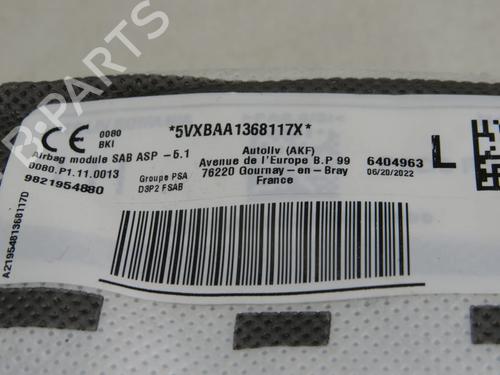 *5VXBAA1368117X*
CE 0080
BKI
Airbag module SAB ASP -5.1
0080.P1.11.0013
9821954880
Groupe PSA
D3P2 FSAB
Autoliv (AKF)
Avenue de l'Europe B.P 99
76220 Gournay-en-Bray
France
6404963
06/20/2022
L
A2195481368117D
B-PARTS